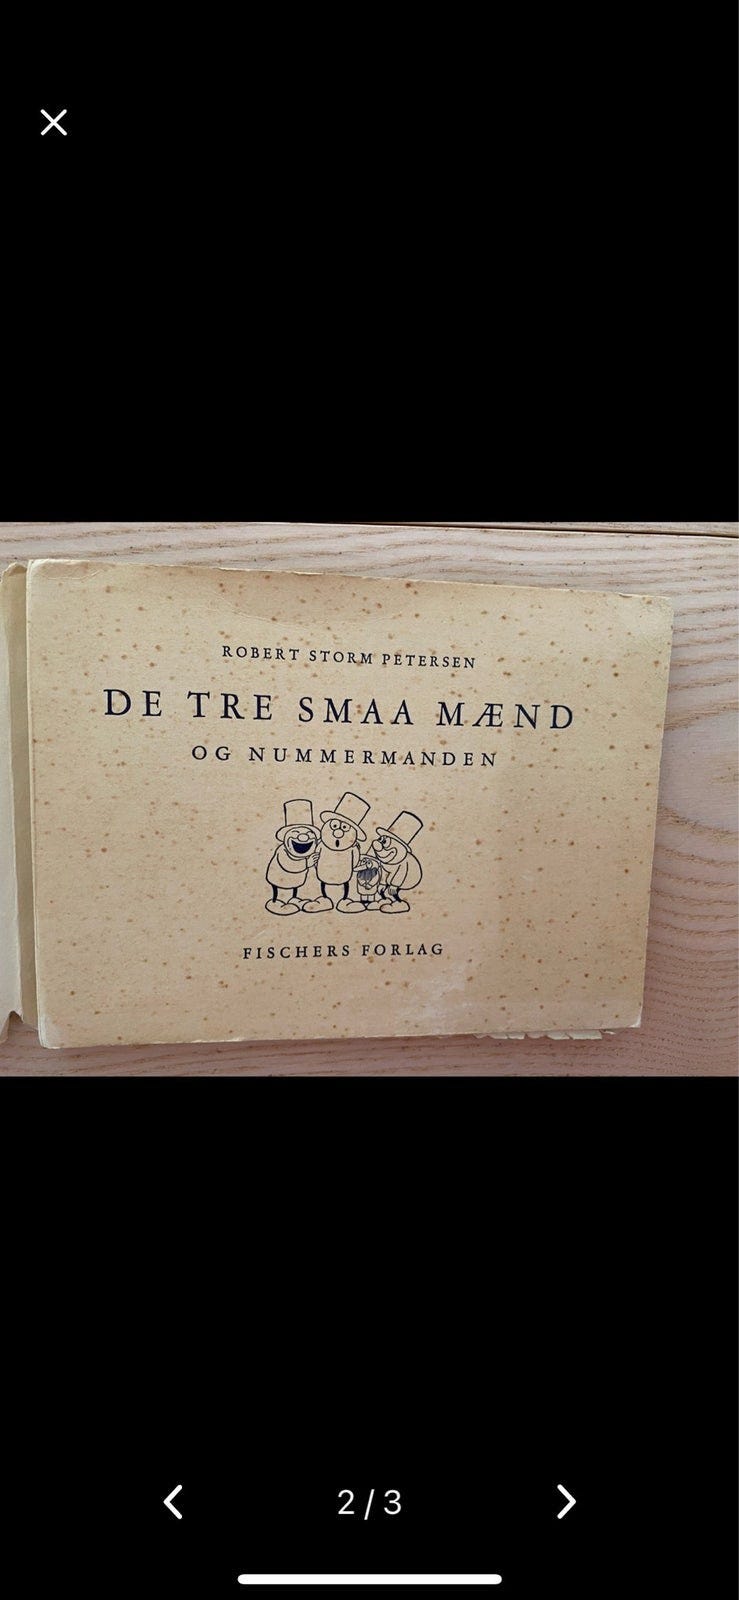 ROBERT STORM PETERSEN
DE TRE SMAA MÆND
OG NUMMERMANDEN
FISCHERS FORLAG
2 / 3